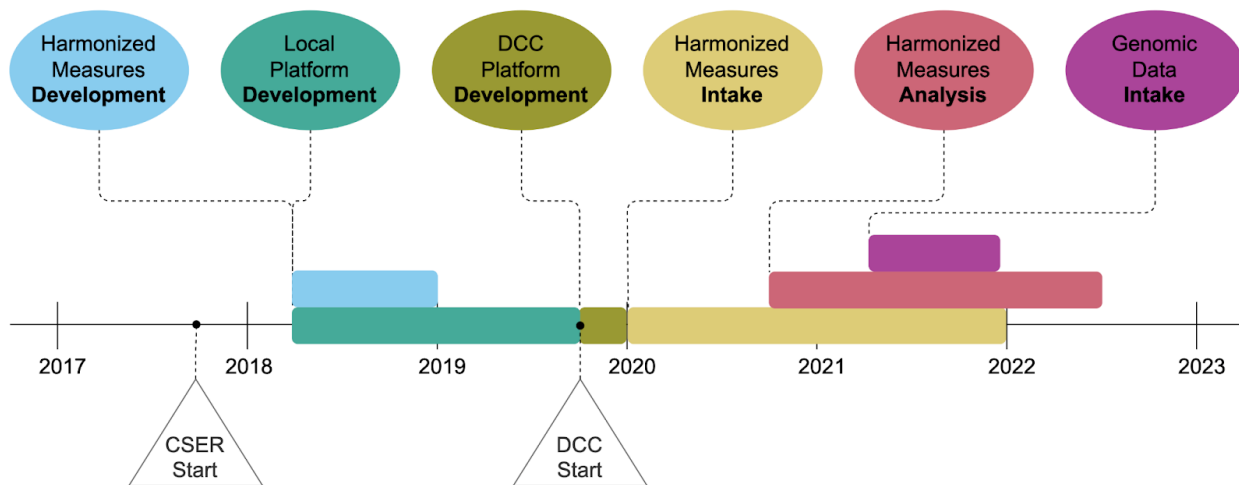 Harmonized
Measures
Development
Local
Platform
Development
DCC
Platform
Development
Harmonized
Measures
Intake
Harmonized
Measures
Analysis
Genomic
Data
Intake
2017
2018
2019
2020
2021
2022
2023
CSER
Start
DCC
Start